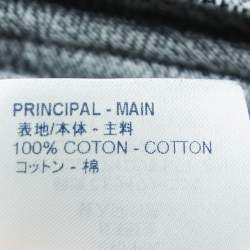 PRINCIPAL - MAIN
表地/本体 - 主料
100% COTON - COTTON
コットン - 棉